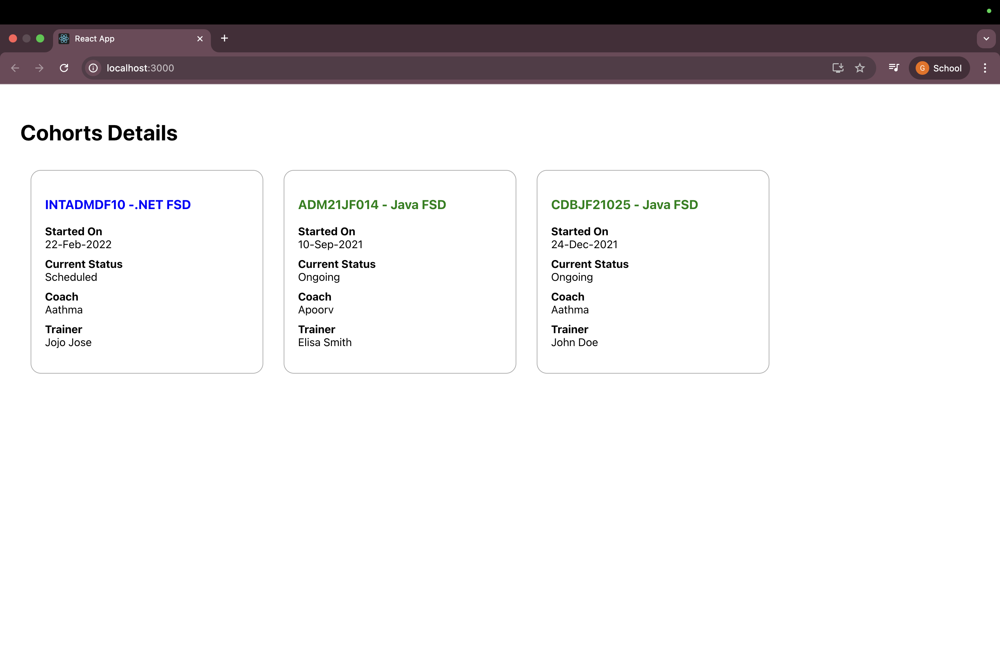 React App
localhost:3000
G School
Cohorts Details
INTADMDF10 -.NET FSD
Started On
22-Feb-2022
Current Status
Scheduled
Coach
Aathma
Trainer
Jojo Jose
ADM21JF014 - Java FSD
Started On
10-Sep-2021
Current Status
Ongoing
Coach
Apoorv
Trainer
Elisa Smith
CDBJF21025 - Java FSD
Started On
24-Dec-2021
Current Status
Ongoing
Coach
Aathma
Trainer
John Doe